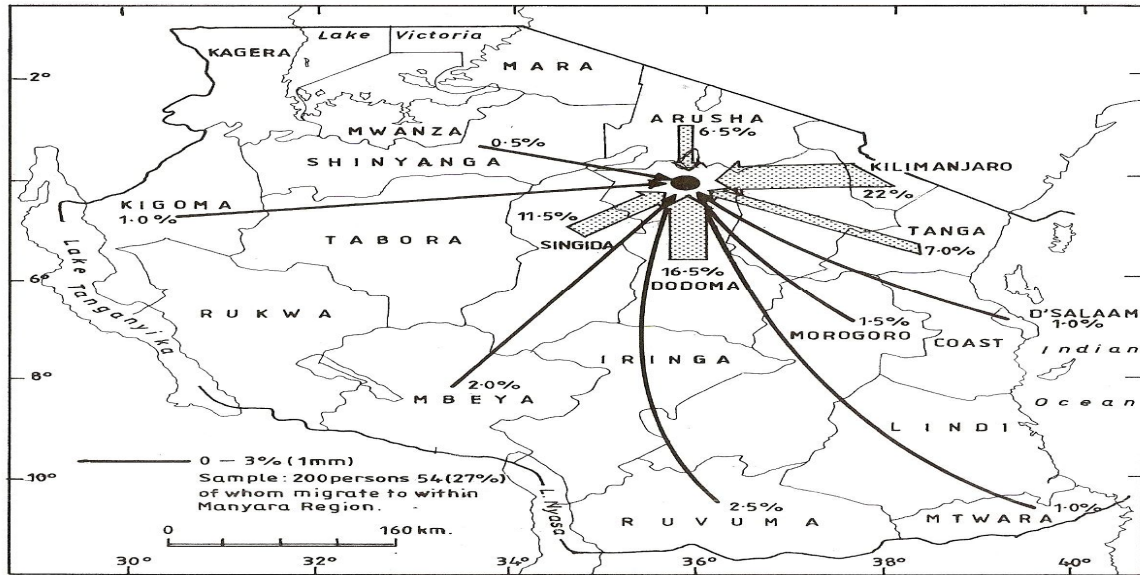 Lake Victoria
KAGERA
MARA
2°
ARUSHA
6.5%
MWANZA
0.5%
SHINYANGA
KILIMANJARO
22%
KIGOMA
1.0%
11.5%
SINGIDA
TABORA
TANGA
7.0%
Lake Tanganyika
6°
16.5%
DODOMA
RUKWA
1.5%
MOROGORO
D'SALAAM
1.0%
COAST
Indian
Ocean
IRINGA
8°
2.0%
MBEYA
LINDI
0 – 3% (1mm)
Sample: 200persons 54(27%)
of whom migrate to within
Manyara Region.
10°
L. Nyasa
2.5%
RUVUMA
MTWARA
1.0%
0 160 km.
30° 32° 34° 36° 38° 40°